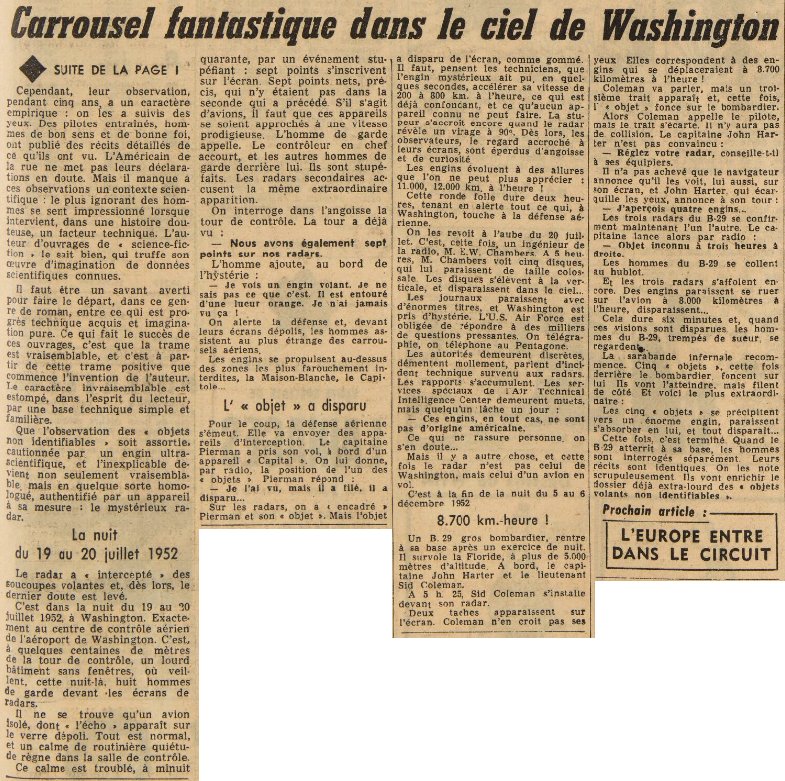 Carrousel fantastique dans le ciel de Washington
SUITE DE LA PAGE I
Cependant, leur observation,
pendant cinq ans, a un caractère
empirique : on les a suivis des
yeux. Des pilotes entraînés, hommes
de bon sens et de bonne foi,
ont publié des récits détaillés de
ce qu'ils ont vu. L'Américain de
la rue ne met pas leurs déclarations
en doute. Mais il manque à
ces observations un contexte scientifique
: le plus ignorant des hommes
se sent impressionné lorsque
intervient, dans une histoire douteuse,
un facteur technique. L'auteur
d'ouvrages de « science-fiction
» le sait bien, qui truffe son
œuvre d'imagination de données
scientifiques connues.
Il faut être un savant averti
pour faire le départ, dans ce genre
de roman, entre ce qui est progrès
technique acquis et imagination
pure. Ce qui fait le succès de
ces ouvrages, c'est que la trame
est vraisemblable, et c'est à partir
de cette trame positive que
commence l'invention de l'auteur.
Le caractère invraisemblable est
estompé, dans l'esprit du lecteur,
par une base technique simple et
familière.
Que l'observation des « objets
non identifiables » soit assortie,
cautionnée par un engin ultra-
scientifique, et l'inexplicable devient
non seulement vraisemblable,
mais en quelque sorte homologué,
authentifié par un appareil
à sa mesure : le mystérieux radar.
La nuit
du 19 au 20 juillet 1952
Le radar a « intercepté » des
soucoupes volantes et, dès lors, le
dernier doute est levé.
C'est dans la nuit du 19 au 20
juillet 1952, à Washington. Exactement
au centre de contrôle aérien
de l'aéroport de Washington. C'est,
à quelques centaines de mètres
de la tour de contrôle, un lourd
bâtiment sans fenêtres, où veillent,
cette nuit-là, huit hommes
de garde devant les écrans de
radars.
Il ne se trouve qu'un avion
isolé, dont « l'écho » apparaît sur
le verre dépoli. Tout est normal,
et un calme de routinière quiétude
règne dans la salle de contrôle.
Ce calme est troublé, à minuit
quarante, par un événement stupéfiant
: sept points s'inscrivent
sur l'écran. Sept points nets, précis,
qui n'y étaient pas dans la
seconde qui a précédé S'il s'agit
d'avions, il faut que ces appareils
se soient approchés à une vitesse
prodigieuse. L'homme de garde
appelle. Le contrôleur en chef
accourt, et les autres hommes de
garde derrière lui. Ils sont stupéfaits.
Les radars secondaires accusent
la même extraordinaire
apparition.
On interroge dans l'angoisse la
tour de contrôle. La tour a déjà
vu :
— Nous avons également sept
points sur nos radars.
L'homme ajoute, au bord de
l'hystérie :
— Je vois un engin volant. Je ne
sais pas ce que c'est. Il est entouré
d'une lueur orange. Je n'ai jamais
vu ça !
On alerte la défense et, devant
leurs écrans dépolis, les hommes assistent
au plus étrange des carrousels
aériens.
Les engins se propulsent au-dessus
des zones les plus farouchement interdites,
la Maison-Blanche, le Capitole...
L' « objet » a disparu
Pour le coup, la défense aérienne
s'émeut. Elle va envoyer des appareils
d'interception. Le capitaine
Pierman a pris son vol, à bord d'un
appareil « Capital ». On lui donne,
par radio, la position de l'un des
« objets » Pierman répond :
— Je l'ai vu, mais il a filé, il a
disparu...
Sur les radars, on a « encadré »
Pierman et son « objet ». Mais l'objet
a disparu de l'écran, comme gommé.
Il faut, pensent les techniciens, que
l'engin mystérieux ait pu, en quelques
secondes, accélérer sa vitesse de
200 à 800 km. à l'heure, ce qui est
déjà confondant, et ce qu'aucun appareil
connu ne peut faire. La stupeur
s'accroît encore quand le radar
révèle un virage à 90°. Dès lors, les
observateurs, le regard accroché à
leurs écrans, sont éperdus d'angoisse
et de curiosité
Les engins évoluent à des allures
que l'on ne peut plus apprécier :
11.000, 12.000 km. à l'heure !
Cette ronde folle dure deux heures,
tenant en alerte tout ce qui, à
Washington, touche à la défense aérienne.
On les revoit à l'aube du 20 juillet.
C'est, cette fois, un ingénieur de
la radio, M. E.W. Chambers. A 5 heures,
M. Chambers voit cinq disques,
qui lui paraissent de taille colossale.
Les disques s'élèvent à la verticale,
et disparaissent dans le ciel...
Les journaux paraissent avec
d'énormes titres, et Washington est
pris d'hystérie. L'U.S. Air Force est
obligée de répondre à des milliers
de questions pressantes. On télégraphie,
on téléphone au Pentagone.
Les autorités demeurent discrètes,
démentent mollement, parlent d'incident
technique survenu aux radars.
Les rapports s'accumulent. Les services
spéciaux de l'Air Technical
Intelligence Center demeurent muets,
mais quelqu'un lâche un jour :
— Ces engins, en tout cas, ne sont
pas d'origine américaine.
Ce qui ne rassure personne, on
s'en doute...
Mais il y a autre chose, et cette
fois le radar n'est pas celui de
Washington, mais celui d'un avion en
vol.
C'est à la fin de la nuit du 5 au 6
décembre 1952
8.700 km.-heure !
Un B. 29 gros bombardier, rentre
à sa base après un exercice de nuit.
Il survole la Floride, à plus de 5.000
mètres d'altitude. A bord, le capitaine
John Harter et le lieutenant
Sid Coleman.
A 5 h. 25, Sid Coleman s'installe
devant son radar.
Deux taches apparaissent sur
l'écran. Coleman n'en croit pas ses
yeux Elles correspondent à des engins
qui se déplaceraient à 8.700
kilomètres à l'heure !
Coleman va parler, mais un troisième
trait apparaît et, cette fois,
l' « objet » fonce sur le bombardier.
Alors Coleman appelle le pilote,
mais le trait s'écarte. Il n'y aura pas
de collision. Le capitaine John Harter
n'est pas convaincu :
— Réglez votre radar, conseille-t-il
à ses équipiers.
Il n'a pas achevé que le navigateur
annonce qu'il les voit, lui aussi, sur
son écran, et John Harter, qui écarquille
les yeux, annonce à son tour :
— J'aperçois quatre engins...
Les trois radars du B-29 se confirment
maintenant l'un l'autre. Le capitaine
lance alors par radio :
— Objet inconnu à trois heures à
droite.
Les hommes du B-29 se collent
au hublot.
Et les trois radars s'affolent encore.
Des engins paraissent se ruer
sur l'avion à 8.000 kilomètres à
l'heure, disparaissent...
Cela dure six minutes et, quand
ces visions sont disparues, les hommes
du B-29, trempés de sueur, se
regardent.
La sarabande infernale recommence.
Cinq « objets », cette fois
derrière le bombardier, foncent sur
lui Ils vont l'atteindre, mais filent
de côté Et voici le plus extraordinaire
:
Les cinq « objets » se précipitent
vers un énorme engin, paraissent
s'absorber en lui, et tout disparaît...
Cette fois, c'est terminé Quand le
B-29 atterrit à sa base, les hommes
sont interrogés séparément. Leurs
récits sont identiques On les note
scrupuleusement Ils vont enrichir le
dossier déjà extra-lourd des « objets
volants non identifiables ».
Prochain article :
L'EUROPE ENTRE
DANS LE CIRCUIT